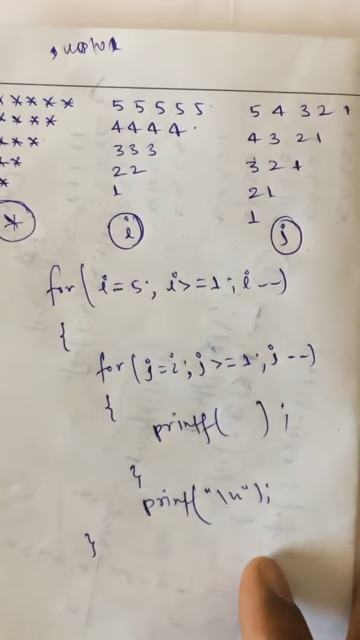 ***** 5 5 5 5 5 5 4 3 2 1
**** 4 4 4 4 4 3 2 1
*** 3 3 3 3 2 1
** 2 2 2 1
* 1 1
* i j
for(i=5; i>=1; i--)
{
for(j=i; j>=1; j--)
{
printf( );
}
printf("\n");
}